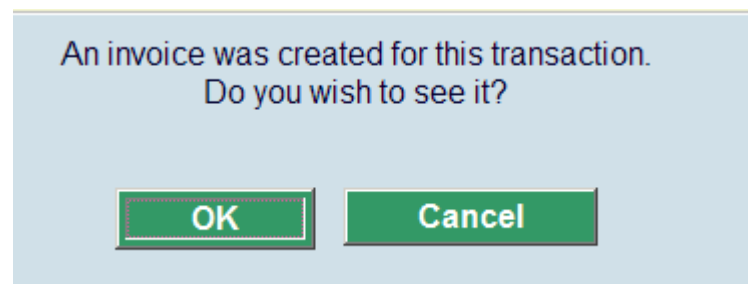 An invoice was created for this transaction.
Do you wish to see it?
OK Cancel